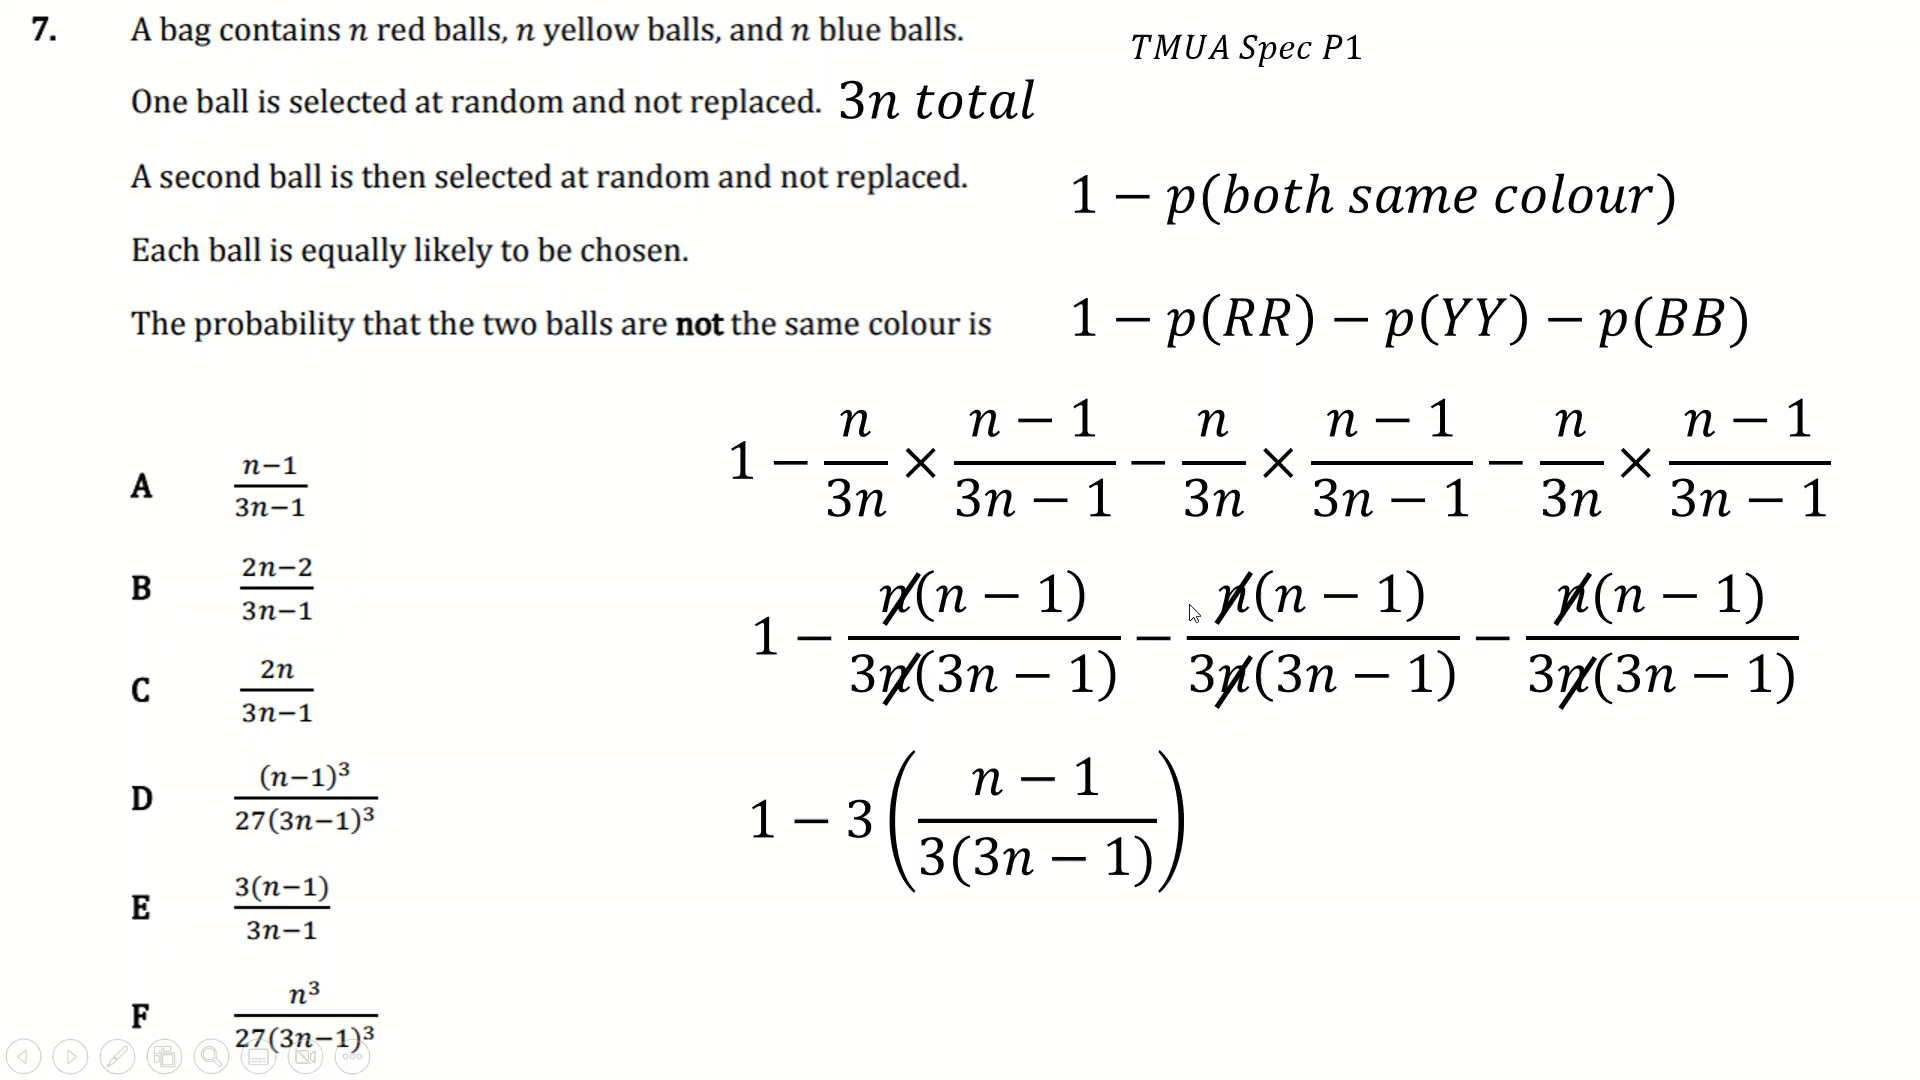 7. A bag contains n red balls, n yellow balls, and n blue balls.
TMUA Spec P1
One ball is selected at random and not replaced. 3n total
A second ball is then selected at random and not replaced.
1 − p(both same colour)
Each ball is equally likely to be chosen.
The probability that the two balls are not the same colour is
1 − p(RR) − p(YY) − p(BB)
1 − n/3n × (n − 1)/(3n − 1) − n/3n × (n − 1)/(3n − 1) − n/3n × (n − 1)/(3n − 1)
A (n−1)/(3n−1)
B (2n−2)/(3n−1)
1 − n(n − 1)/3n(3n − 1) − n(n − 1)/3n(3n − 1) − n(n − 1)/3n(3n − 1)
C 2n/(3n−1)
D (n−1)³/27(3n−1)³
1 − 3((n − 1)/3(3n − 1))
E 3(n−1)/(3n−1)
F n³/27(3n−1)³